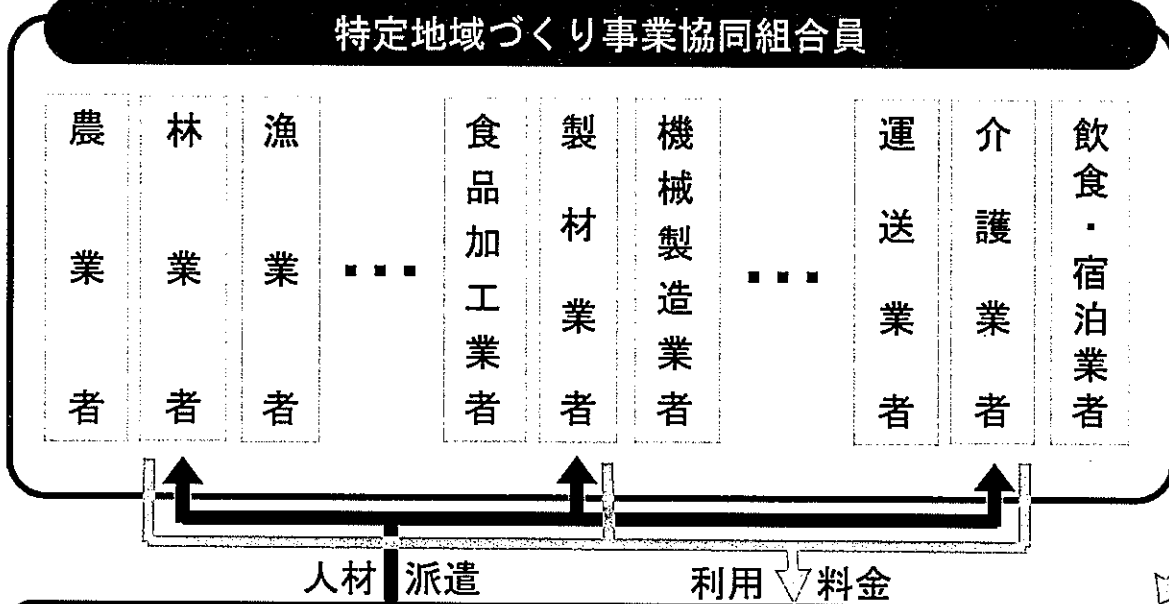 特定地域づくり事業協同組合員
農業者
林業者
漁業者
・・・
食品加工業者
製材業者
機械製造業者
・・・
運送業者
介護業者
飲食・宿泊業者
人材派遣
利用料金